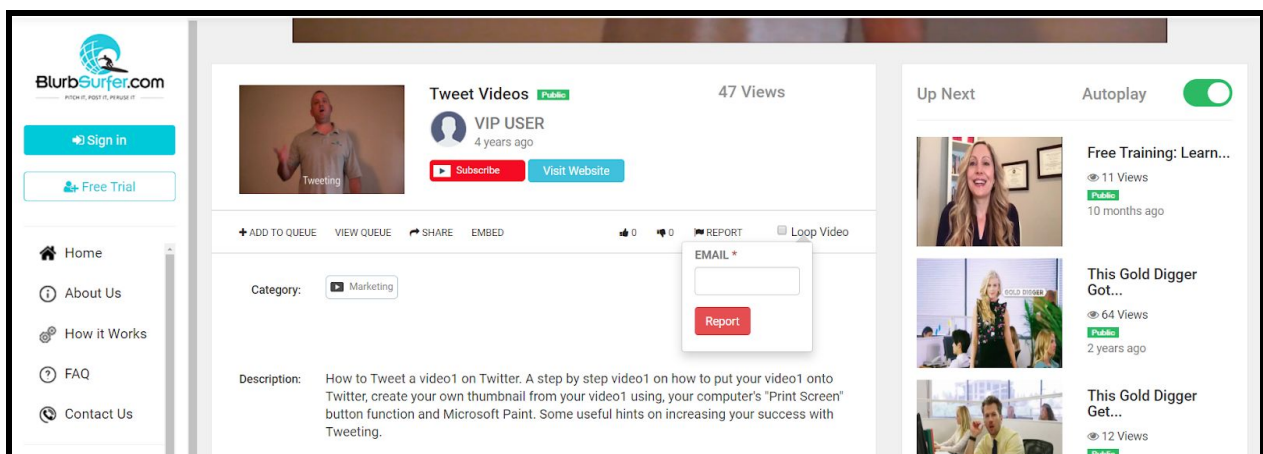 BlurbSurfer.com
PITCH IT, POST IT, PERUSE IT
Sign in
Free Trial
Home
About Us
How it Works
FAQ
Contact Us
Tweeting
Tweet Videos Public
47 Views
VIP USER
4 years ago
Subscribe Visit Website
ADD TO QUEUE VIEW QUEUE SHARE EMBED 0 0 REPORT Loop Video
EMAIL *
Report
Category: Marketing
Description: How to Tweet a video1 on Twitter. A step by step video1 on how to put your video1 onto
Twitter, create your own thumbnail from your video1 using, your computer's "Print Screen"
button function and Microsoft Paint. Some useful hints on increasing your success with
Tweeting.
Up Next Autoplay
Free Training: Learn...
11 Views
Public
10 months ago
GOLD DIGGER
This Gold Digger
Got...
64 Views
Public
2 years ago
This Gold Digger
Get...
12 Views
Public